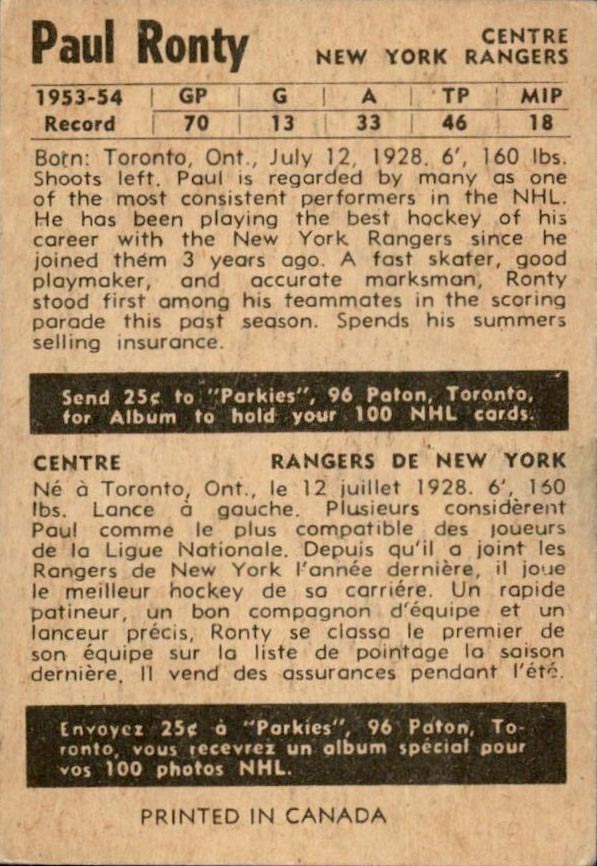 Paul Ronty
CENTRE
NEW YORK RANGERS
1953-54 | GP | G | A | TP | MIP
Record | 70 | 13 | 33 | 46 | 18
Born: Toronto, Ont., July 12, 1928. 6', 160 lbs.
Shoots left. Paul is regarded by many as one
of the most consistent performers in the NHL.
He has been playing the best hockey of his
career with the New York Rangers since he
joined them 3 years ago. A fast skater, good
playmaker, and accurate marksman, Ronty
stood first among his teammates in the scoring
parade this past season. Spends his summers
selling insurance.
Send 25¢ to "Parkies", 96 Paton, Toronto,
for Album to hold your 100 NHL cards.
CENTRE RANGERS DE NEW YORK
Né à Toronto, Ont., le 12 juillet 1928. 6', 160
lbs. Lance à gauche. Plusieurs considèrent
Paul comme le plus compatible des joueurs
de la Ligue Nationale. Depuis qu'il a joint les
Rangers de New York l'année dernière, il joue
le meilleur hockey de sa carriére. Un rapide
patineur, un bon compagnon d'équipe et un
lanceur précis, Ronty se classa le premier de
son équipe sur la liste de pointage la saison
dernière. Il vend des assurances pendant l'été.
Envoyez 25¢ à "Parkies", 96 Paton, To-
ronto, vous recevrez un album spécial pour
vos 100 photos NHL.
PRINTED IN CANADA